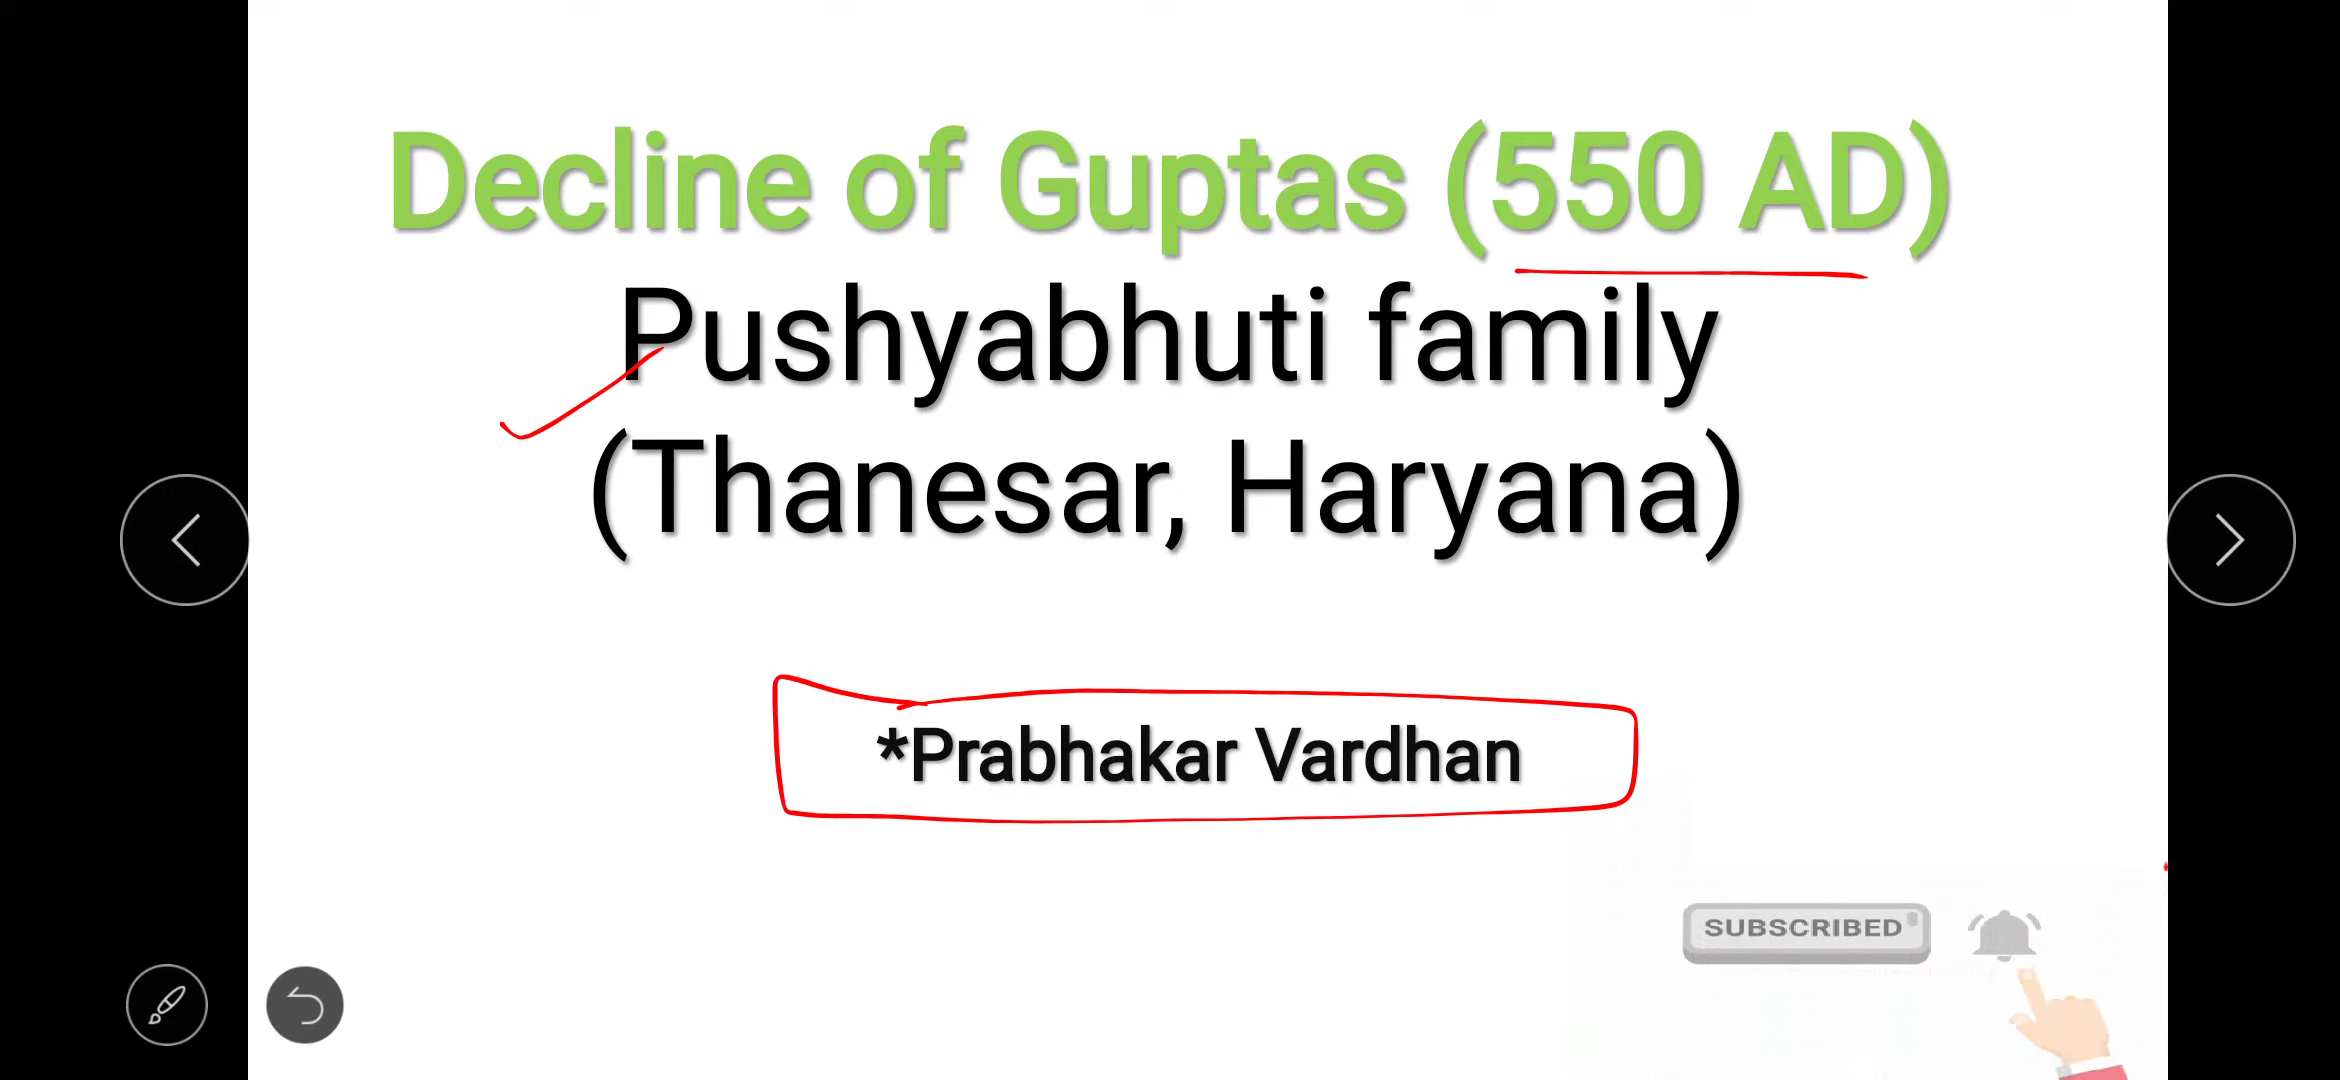 Decline of Guptas (550 AD)
Pushyabhuti family
(Thanesar, Haryana)
*Prabhakar Vardhan
SUBSCRIBED